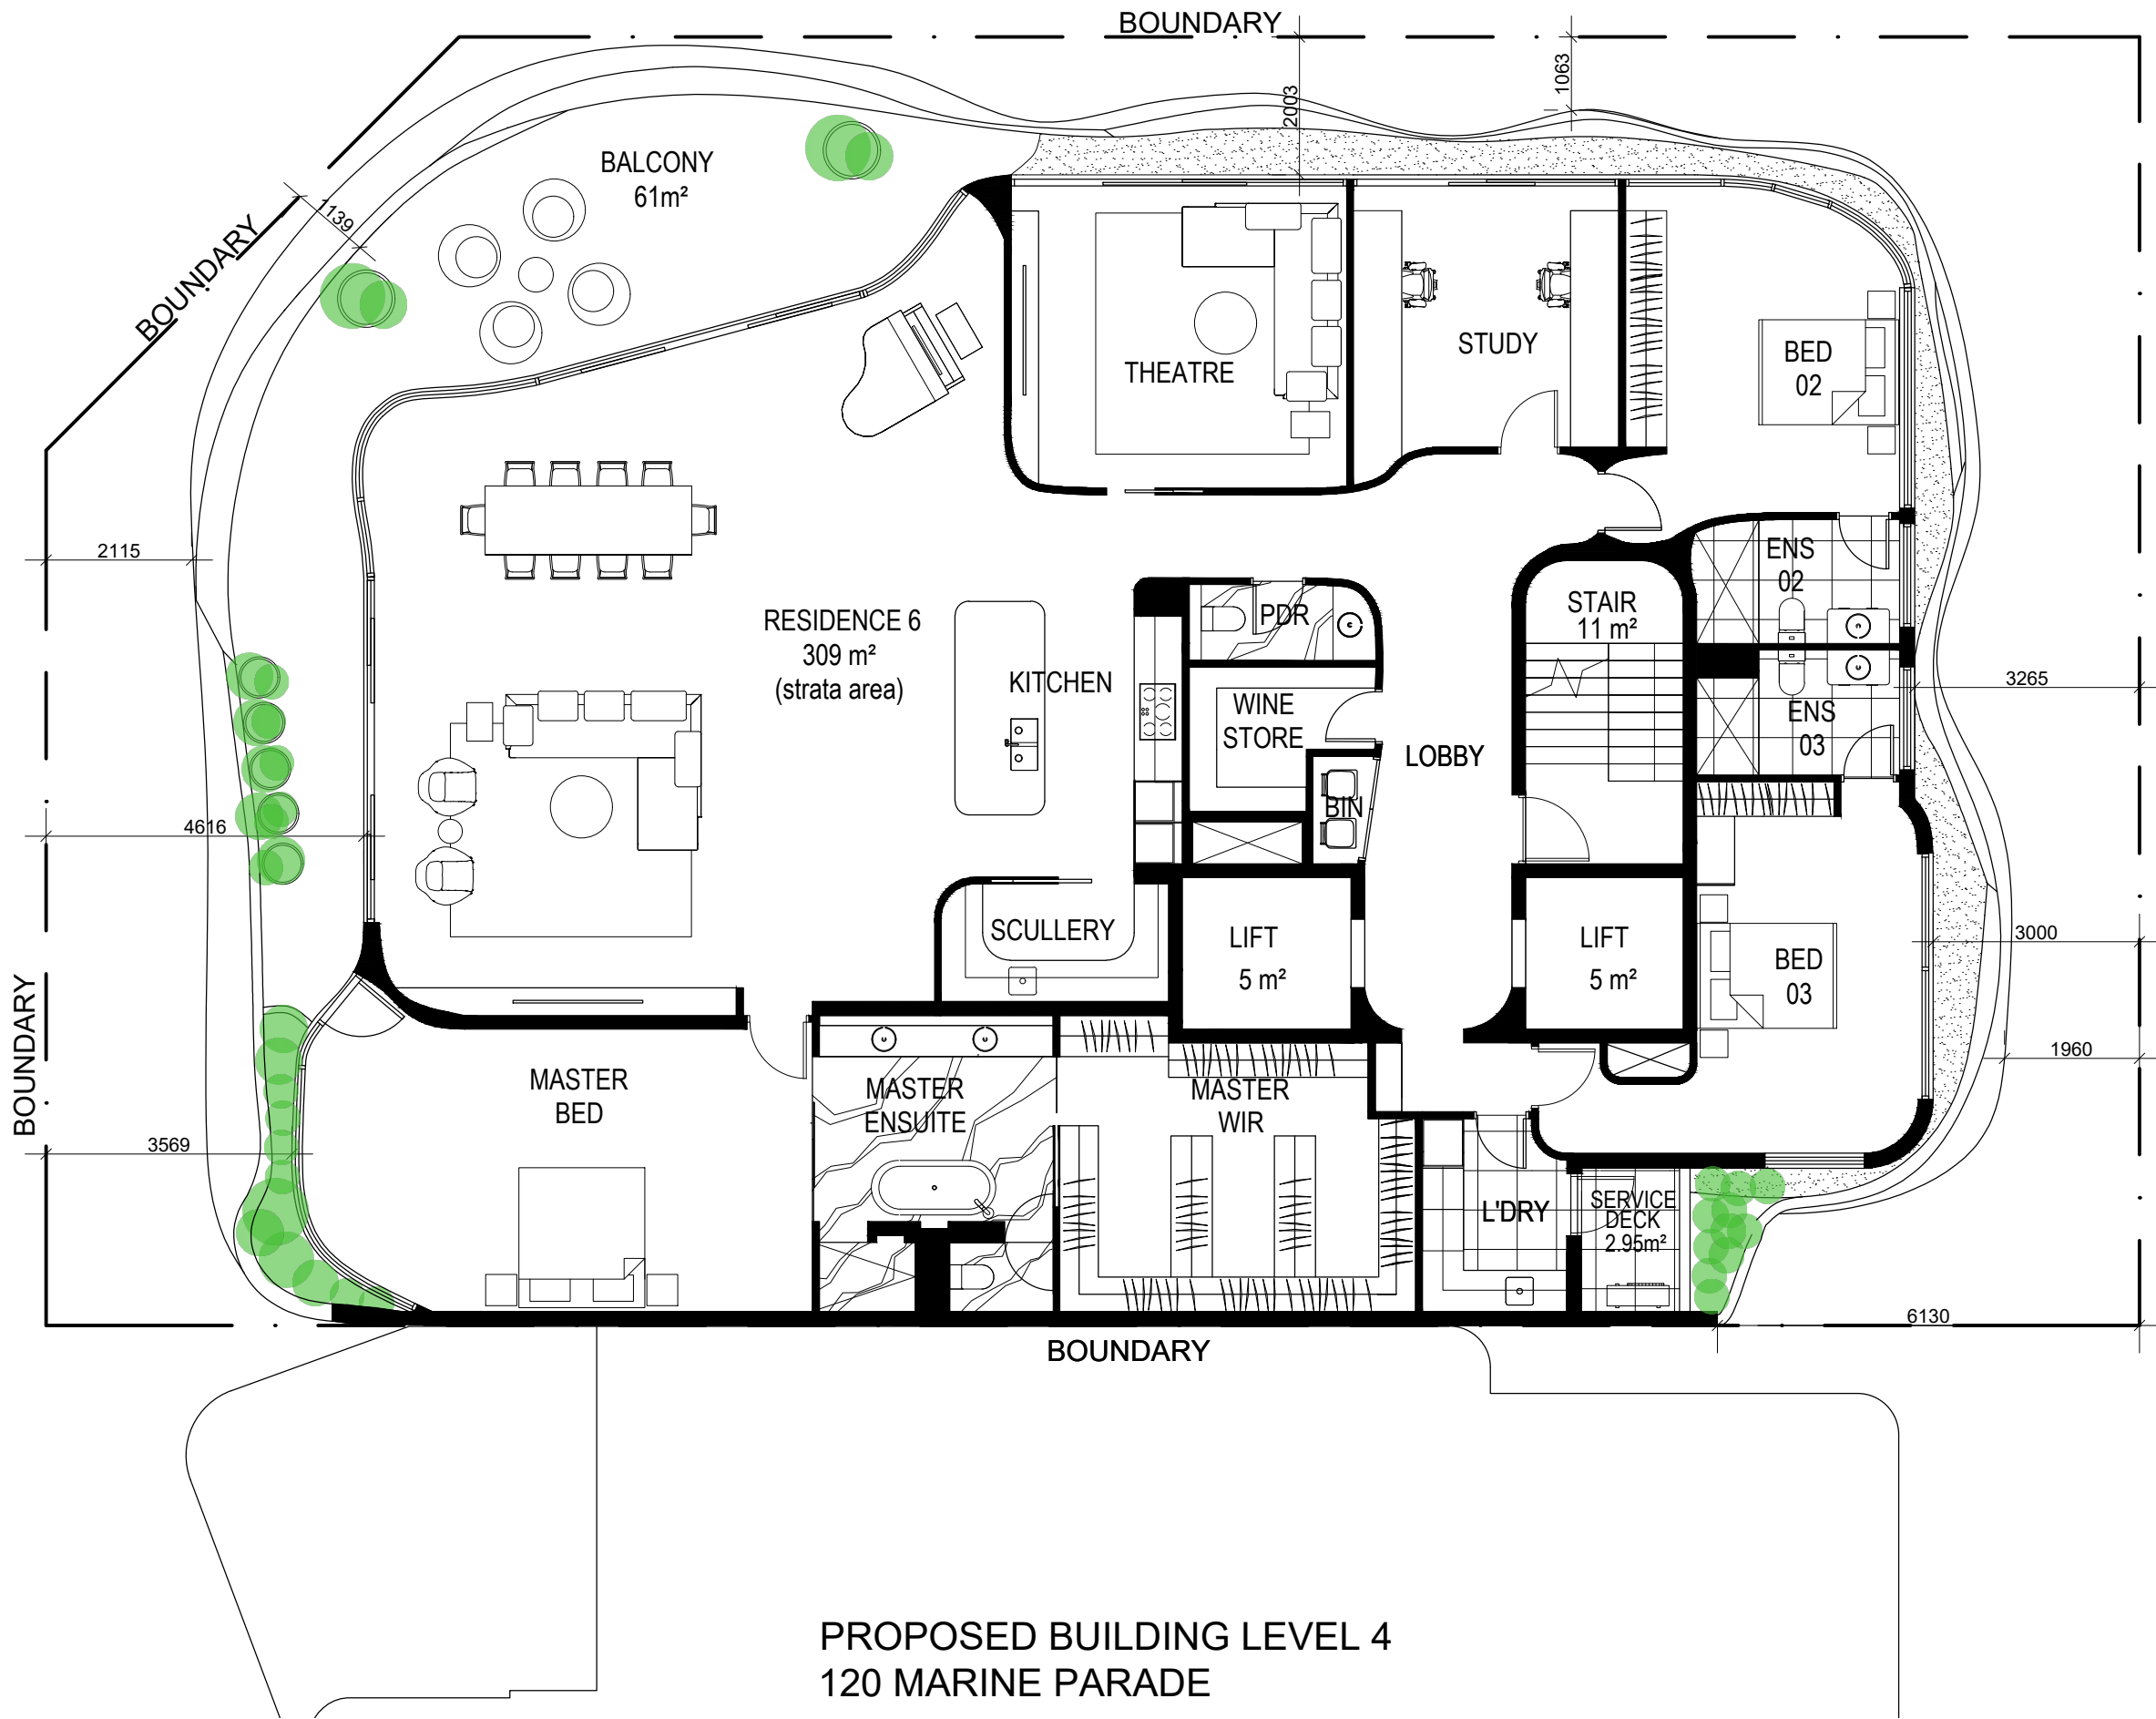 BOUNDARY
1063
2003
BALCONY
61m²
1139
BOUNDARY
THEATRE
STUDY
BED
02
2115
ENS
02
STAIR
11 m²
PDR
RESIDENCE 6
309 m²
(strata area)
KITCHEN
WINE
STORE
3265
ENS
03
LOBBY
BIN
4616
SCULLERY
LIFT
5 m²
LIFT
5 m²
3000
BED
03
BOUNDARY
1960
MASTER
BED
MASTER
ENSUITE
MASTER
WIR
3569
L'DRY
SERVICE
DECK
2.95m²
6130
BOUNDARY
PROPOSED BUILDING LEVEL 4
120 MARINE PARADE